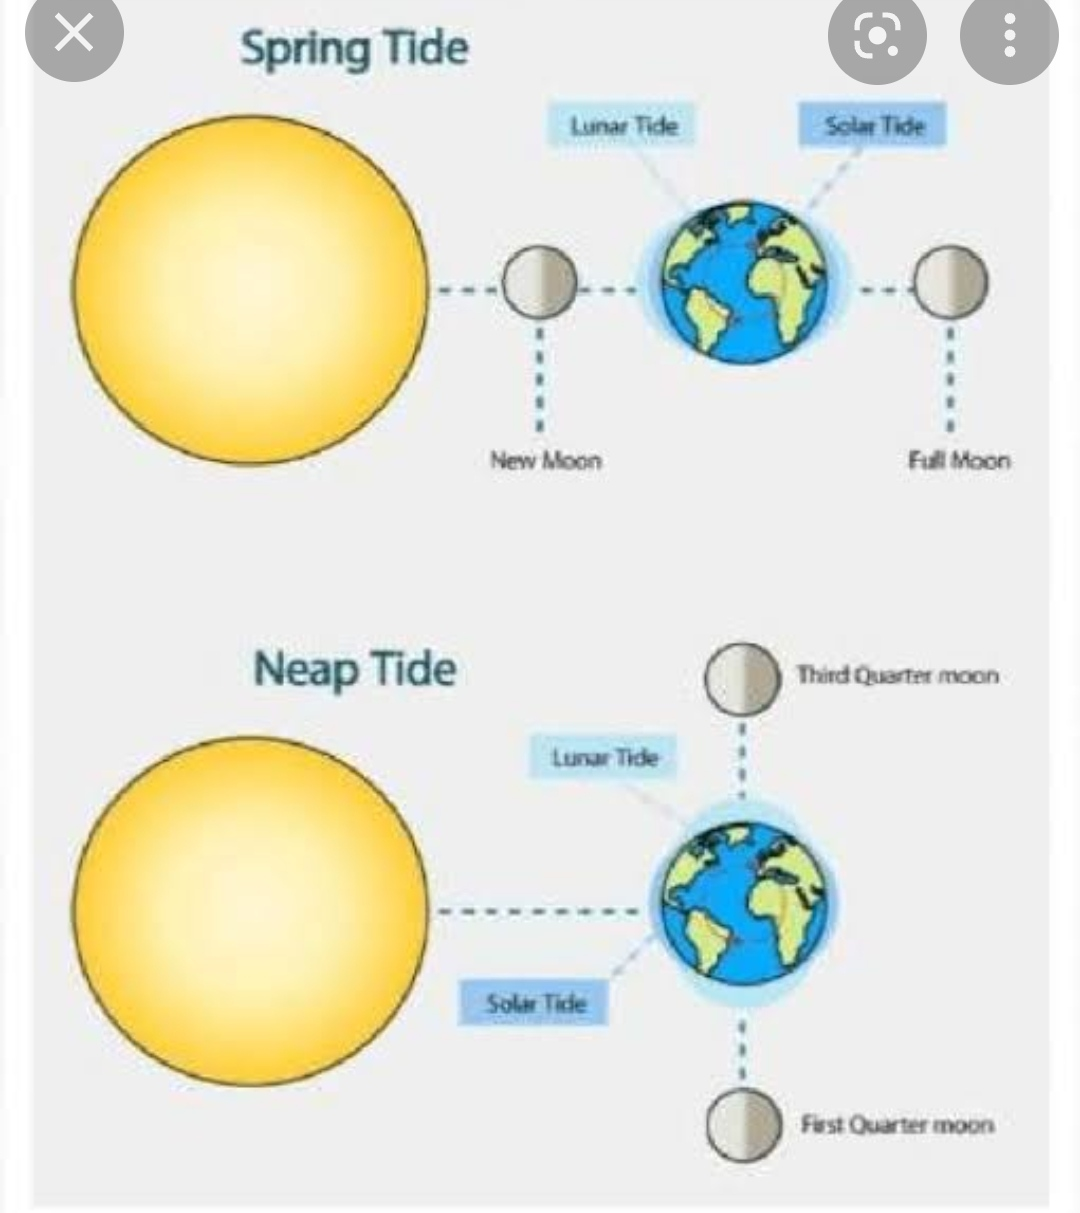 Spring Tide
Lunar Tide
Solar Tide
New Moon
Full Moon
Neap Tide
Third Quarter moon
Lunar Tide
Solar Tide
First Quarter moon